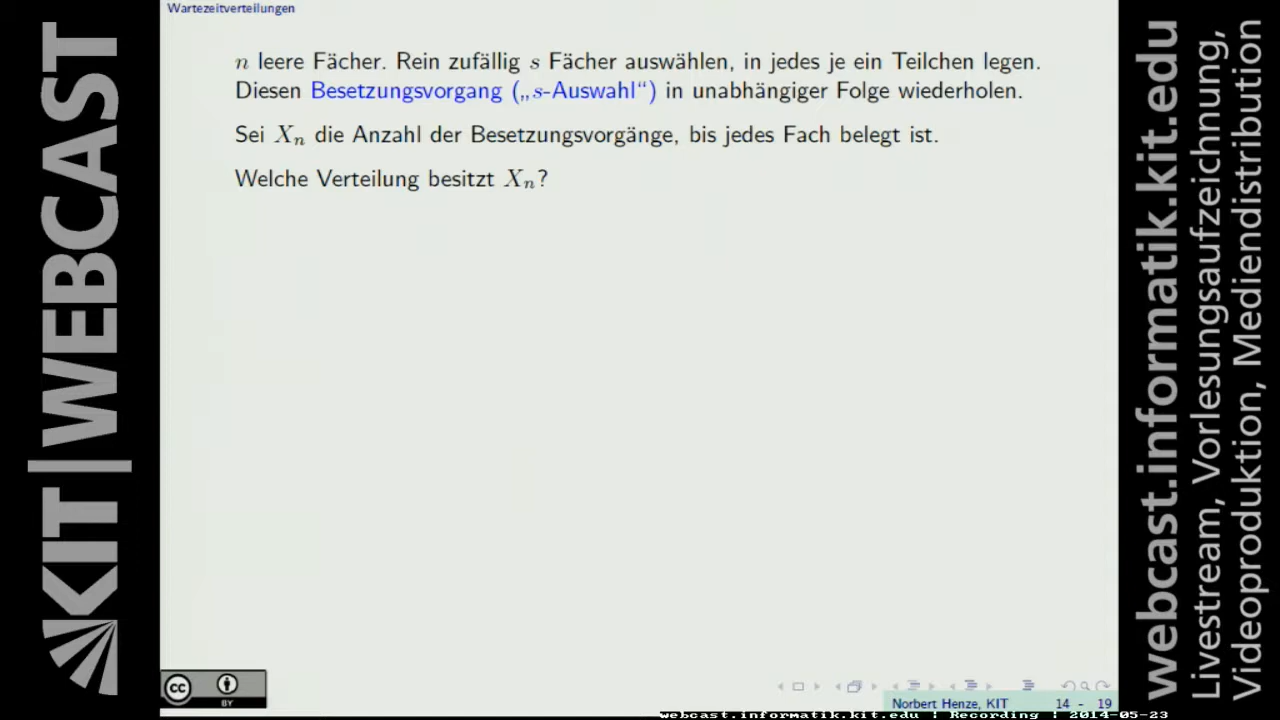 Wartezeitverteilungen
n leere Fächer. Rein zufällig s Fächer auswählen, in jedes je ein Teilchen legen.
Diesen Besetzungsvorgang („s-Auswahl“) in unabhängiger Folge wiederholen.
Sei Xₙ die Anzahl der Besetzungsvorgänge, bis jedes Fach belegt ist.
Welche Verteilung besitzt Xₙ?
KIT|WEBCAST
webcast.informatik.kit.edu
Livestream, Vorlesungsaufzeichnung,
Videoproduktion, Mediendistribution
cc BY
Norbert Henze, KIT 14 - 19
webcast.informatik.kit.edu | Recording | 2014-05-23